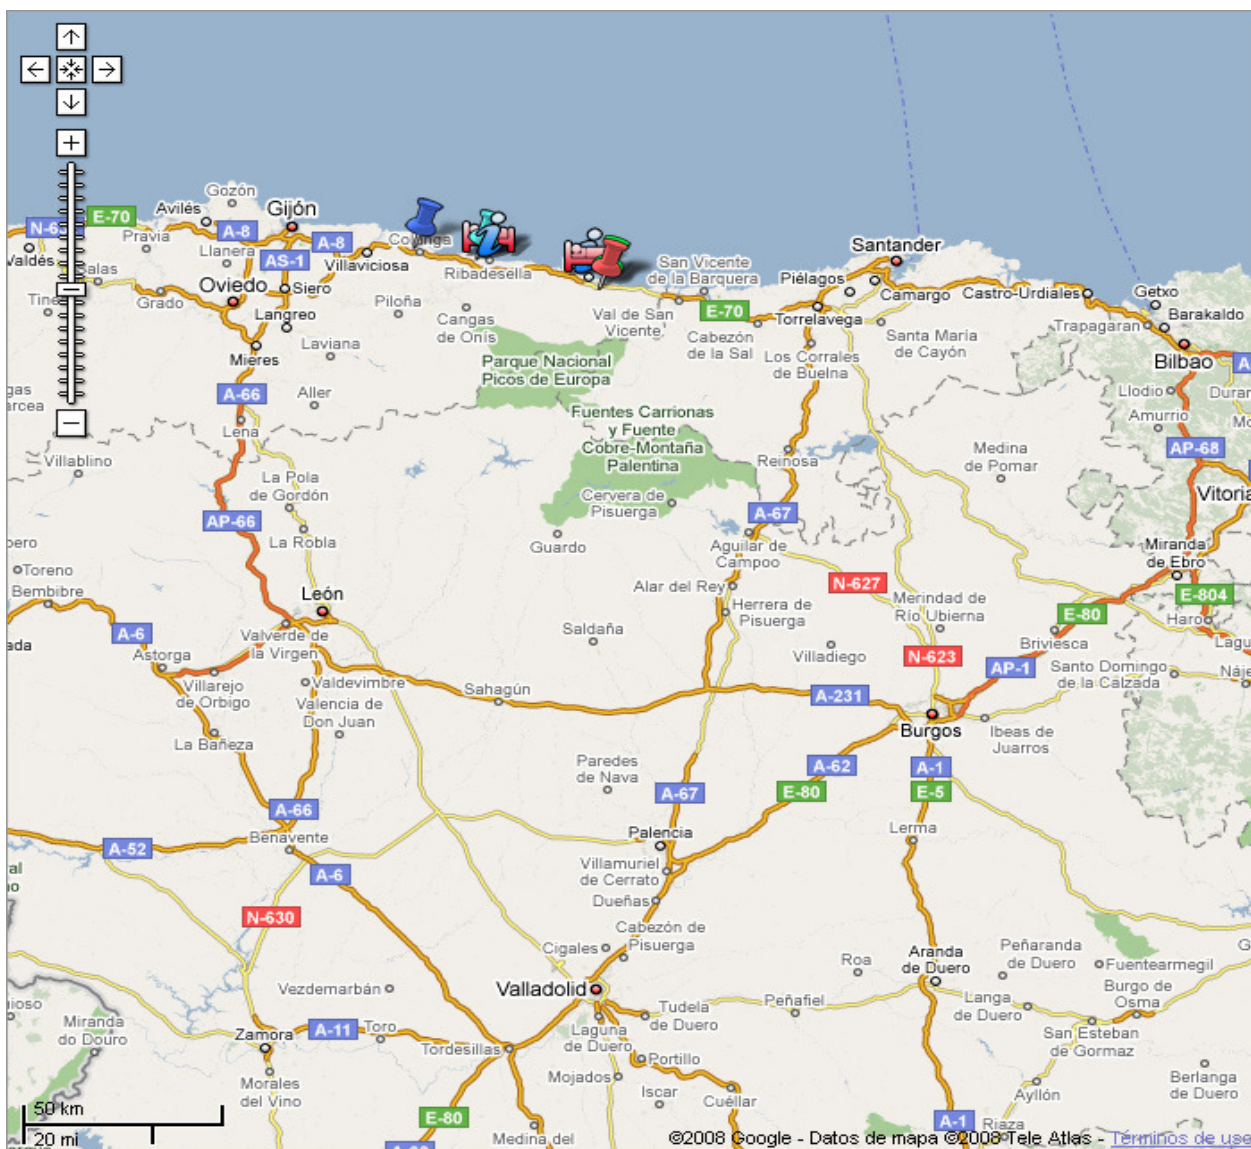 Gozón
Avilés
Gijón
E-70
N-63
A-8
Pravia
Llanera
A-8
AS-1
Villaviciosa
Colunga
Ribadesella
Valdés
Salas
Oviedo
Siero
Grado
Langreo
Piloña
Cangas
de Onís
Laviana
Mieres
Santander
San Vicente
de la Barquera
Piélagos
Camargo
Castro-Urdiales
Getxo
Barakaldo
Trapagaran
Bilbao
Val de San
Vicente
E-70
Torrelavega
Cabezón
de la Sal
Santa María
de Cayón
Los Corrales
de Buelna
Parque Nacional
Picos de Europa
A-66
Aller
Lena
Llodio
Amurrio
Fuentes Carrionas
y Fuente
Cobre-Montaña
Palentina
Villablino
La Pola
de Gordón
Reinosa
Medina
de Pomar
AP-68
Vitoria
Cervera de
Pisuerga
AP-66
La Robla
A-67
Guardo
Aguilar de
Campoo
Miranda
de Ebro
Toreno
Bembibre
Alar del Rey
N-627
Merindad de
Río Ubierna
E-804
León
Herrera de
Pisuerga
E-80
Haro
A-6
Valverde de
la Virgen
Saldaña
Villadiego
N-623
Briviesca
Astorga
AP-1
Santo Domingo
de la Calzada
Villarejo
de Orbigo
Valdevimbre
Sahagún
A-231
Valencia de
Don Juan
La Bañeza
Burgos
Ibeas de
Juarros
Paredes
de Nava
A-62
A-1
A-66
A-67
E-80
E-5
Benavente
Palencia
Lerma
A-52
A-6
Villamuriel
de Cerrato
Dueñas
N-630
Cabezón de
Pisuerga
Cigales
Roa
Aranda
de Duero
Peñaranda
de Duero
Fuentearmegil
Vezdemarbán
Valladolid
Burgo de
Osma
Miranda
do Douro
Tudela
de Duero
Peñafiel
Langa
de Duero
Zamora
A-11
Toro
Laguna
de Duero
San Esteban
de Gormaz
Tordesillas
Portillo
Morales
del Vino
Mojados
Iscar
Cuéllar
Ayllón
Berlanga
de Duero
50 km
20 mi
E-80
Medina del
A-1
Riaza
©2008 Google - Datos de mapa ©2008 Tele Atlas - Términos de uso